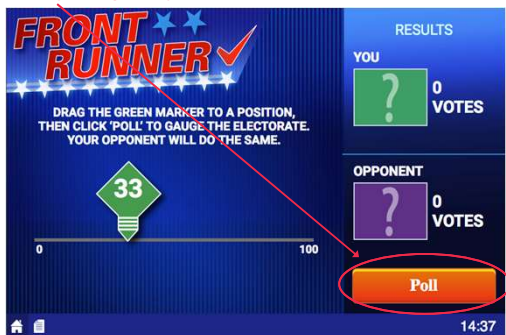 FRONT
RUNNER
DRAG THE GREEN MARKER TO A POSITION,
THEN CLICK 'POLL' TO GAUGE THE ELECTORATE.
YOUR OPPONENT WILL DO THE SAME.
33
0
100
RESULTS
YOU
?
0
VOTES
OPPONENT
?
0
VOTES
Poll
14:37